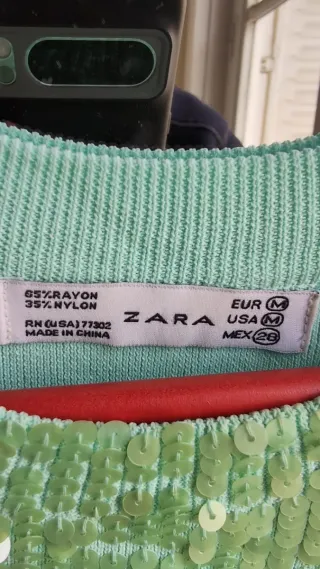 65%RAYON
35%NYLON
RN (USA) 77302
MADE IN CHINA
ZARA
EUR M
USA M
MEX 28